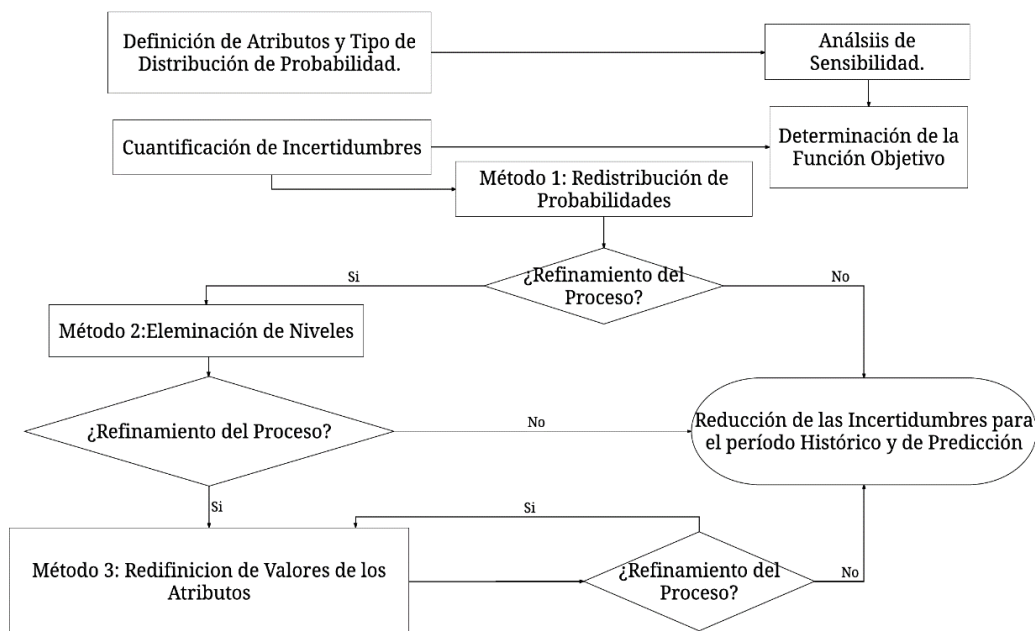 Definición de Atributos y Tipo de
Distribución de Probabilidad.
Análsiis de
Sensibilidad.
Cuantificación de Incertidumbres
Determinación de la
Función Objetivo
Método 1: Redistribución de
Probabilidades
¿Refinamiento del
Proceso?
Si
No
Método 2:Eleminación de Niveles
¿Refinamiento del Proceso?
No
Reducción de las Incertidumbres para
el período Histórico y de Predicción
Si
Si
Método 3: Redifinicion de Valores de los
Atributos
¿Refinamiento del
Proceso?
No